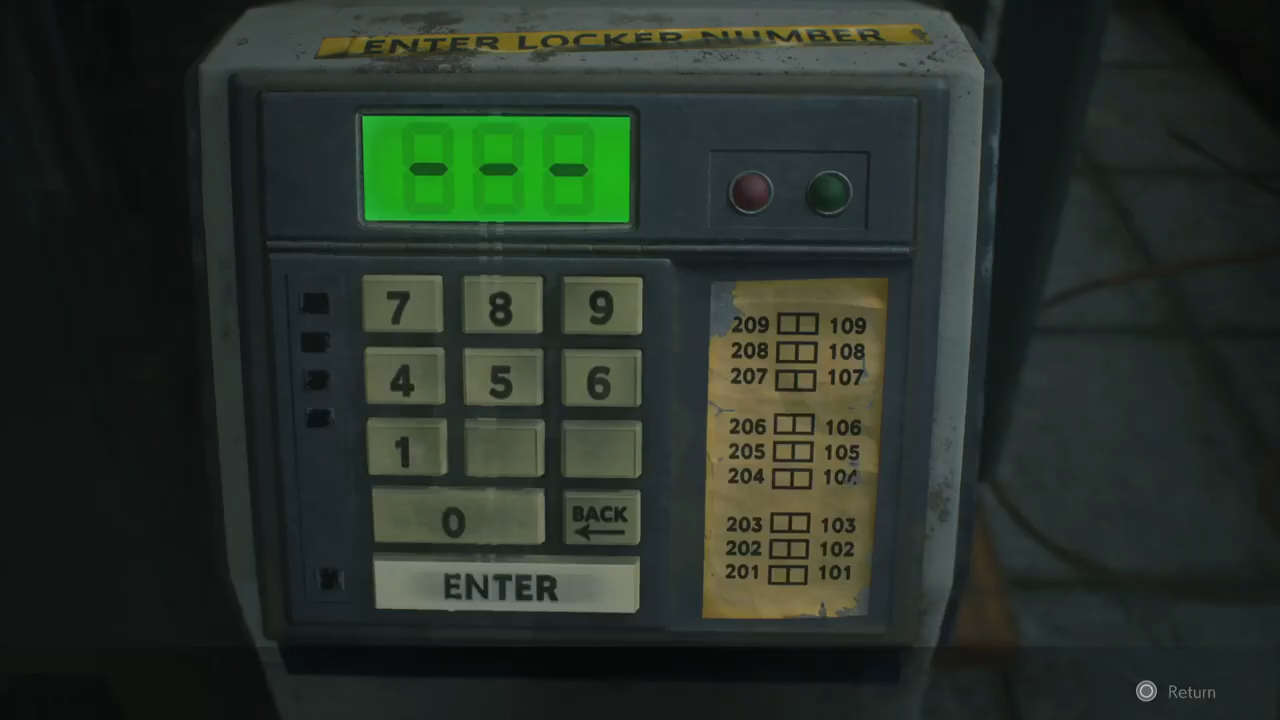 ENTER LOCKER NUMBER
- - -
7 8 9
4 5 6
1
0 BACK
ENTER
209 109
208 108
207 107
206 106
205 105
204 104
203 103
202 102
201 101
Return